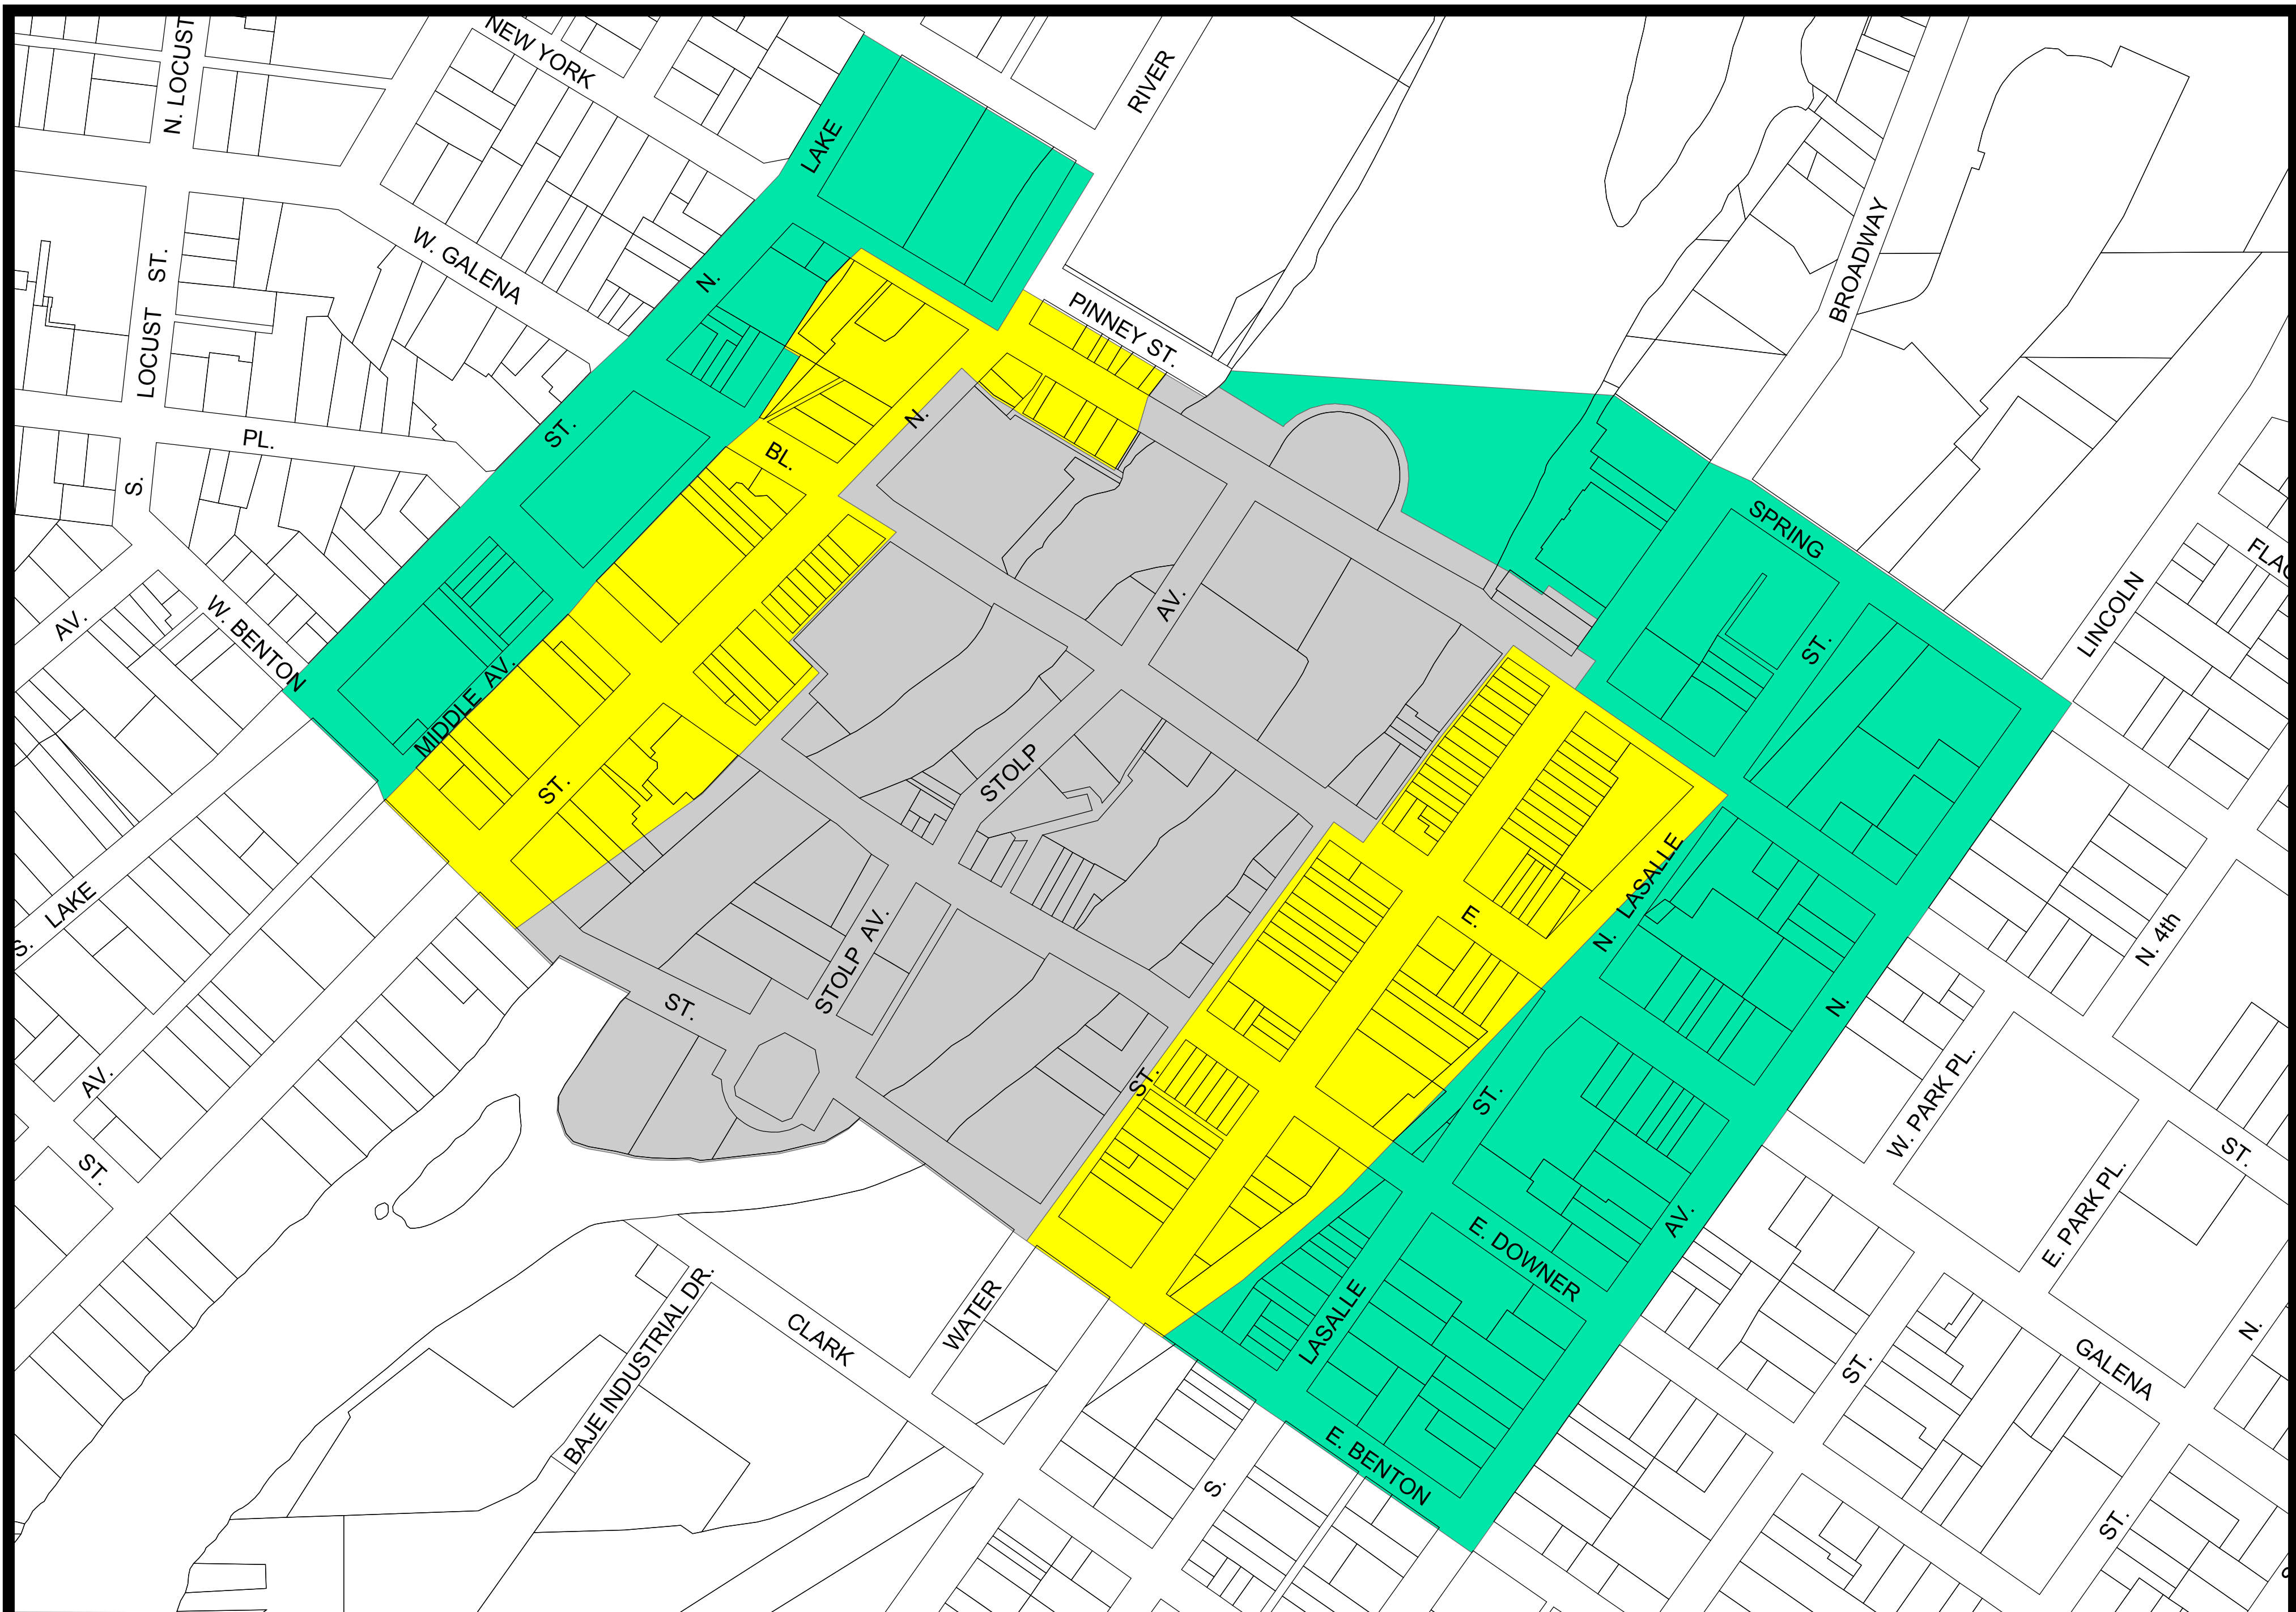 N. LOCUST
NEW YORK
RIVER
LAKE
W. GALENA
N.
LOCUST ST.
BROADWAY
PINNEY ST.
ST.
PL.
S.
BL.
N.
SPRING
FLAG
LINCOLN
AV.
W. BENTON
AV.
ST.
MIDDLE AV.
ST.
STOLP
LASALLE
N.
E.
S. LAKE
STOLP AV.
ST.
N.
N. 4th
AV.
ST.
ST.
ST.
W. PARK PL.
ST.
E. PARK PL.
AV.
E. DOWNER
BAJE INDUSTRIAL DR.
WATER
CLARK
LASALLE
N.
GALENA
ST.
E. BENTON
S.
ST.